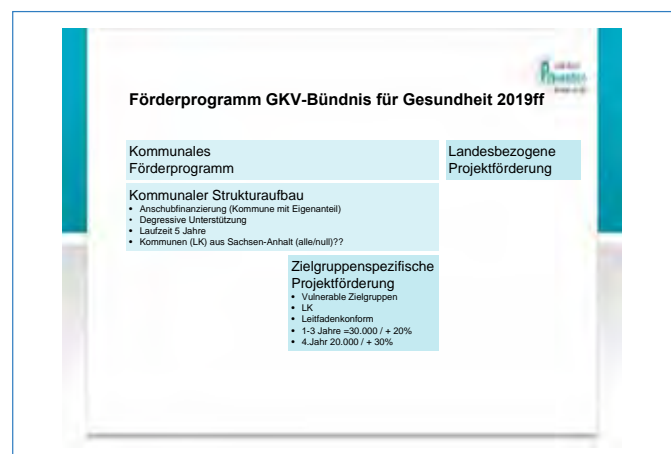 Förderprogramm GKV-Bündnis für Gesundheit 2019ff
Kommunales
Förderprogramm
Landesbezogene
Projektförderung
Kommunaler Strukturaufbau
• Anschubfinanzierung (Kommune mit Eigenanteil)
• Degressive Unterstützung
• Laufzeit 5 Jahre
• Kommunen (LK) aus Sachsen-Anhalt (alle/null)??
Zielgruppenspezifische
Projektförderung
• Vulnerable Zielgruppen
• LK
• Leitfadenkonform
• 1-3 Jahre =30.000 / + 20%
• 4.Jahr 20.000 / + 30%